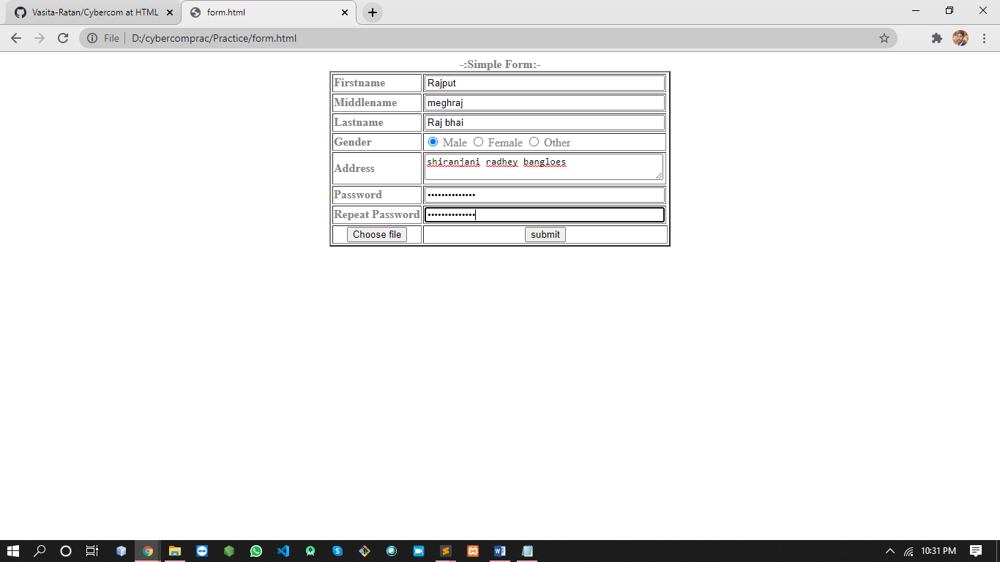 Vasita-Ratan/Cybercom at HTML
form.html
File D:/cybercomprac/Practice/form.html
-:Simple Form:-
Firstname Rajput
Middlename meghraj
Lastname Raj bhai
Gender Male Female Other
Address shiranjani radhey bangloes
Password ••••••••••••••
Repeat Password ••••••••••••••
Choose file submit
10:31 PM